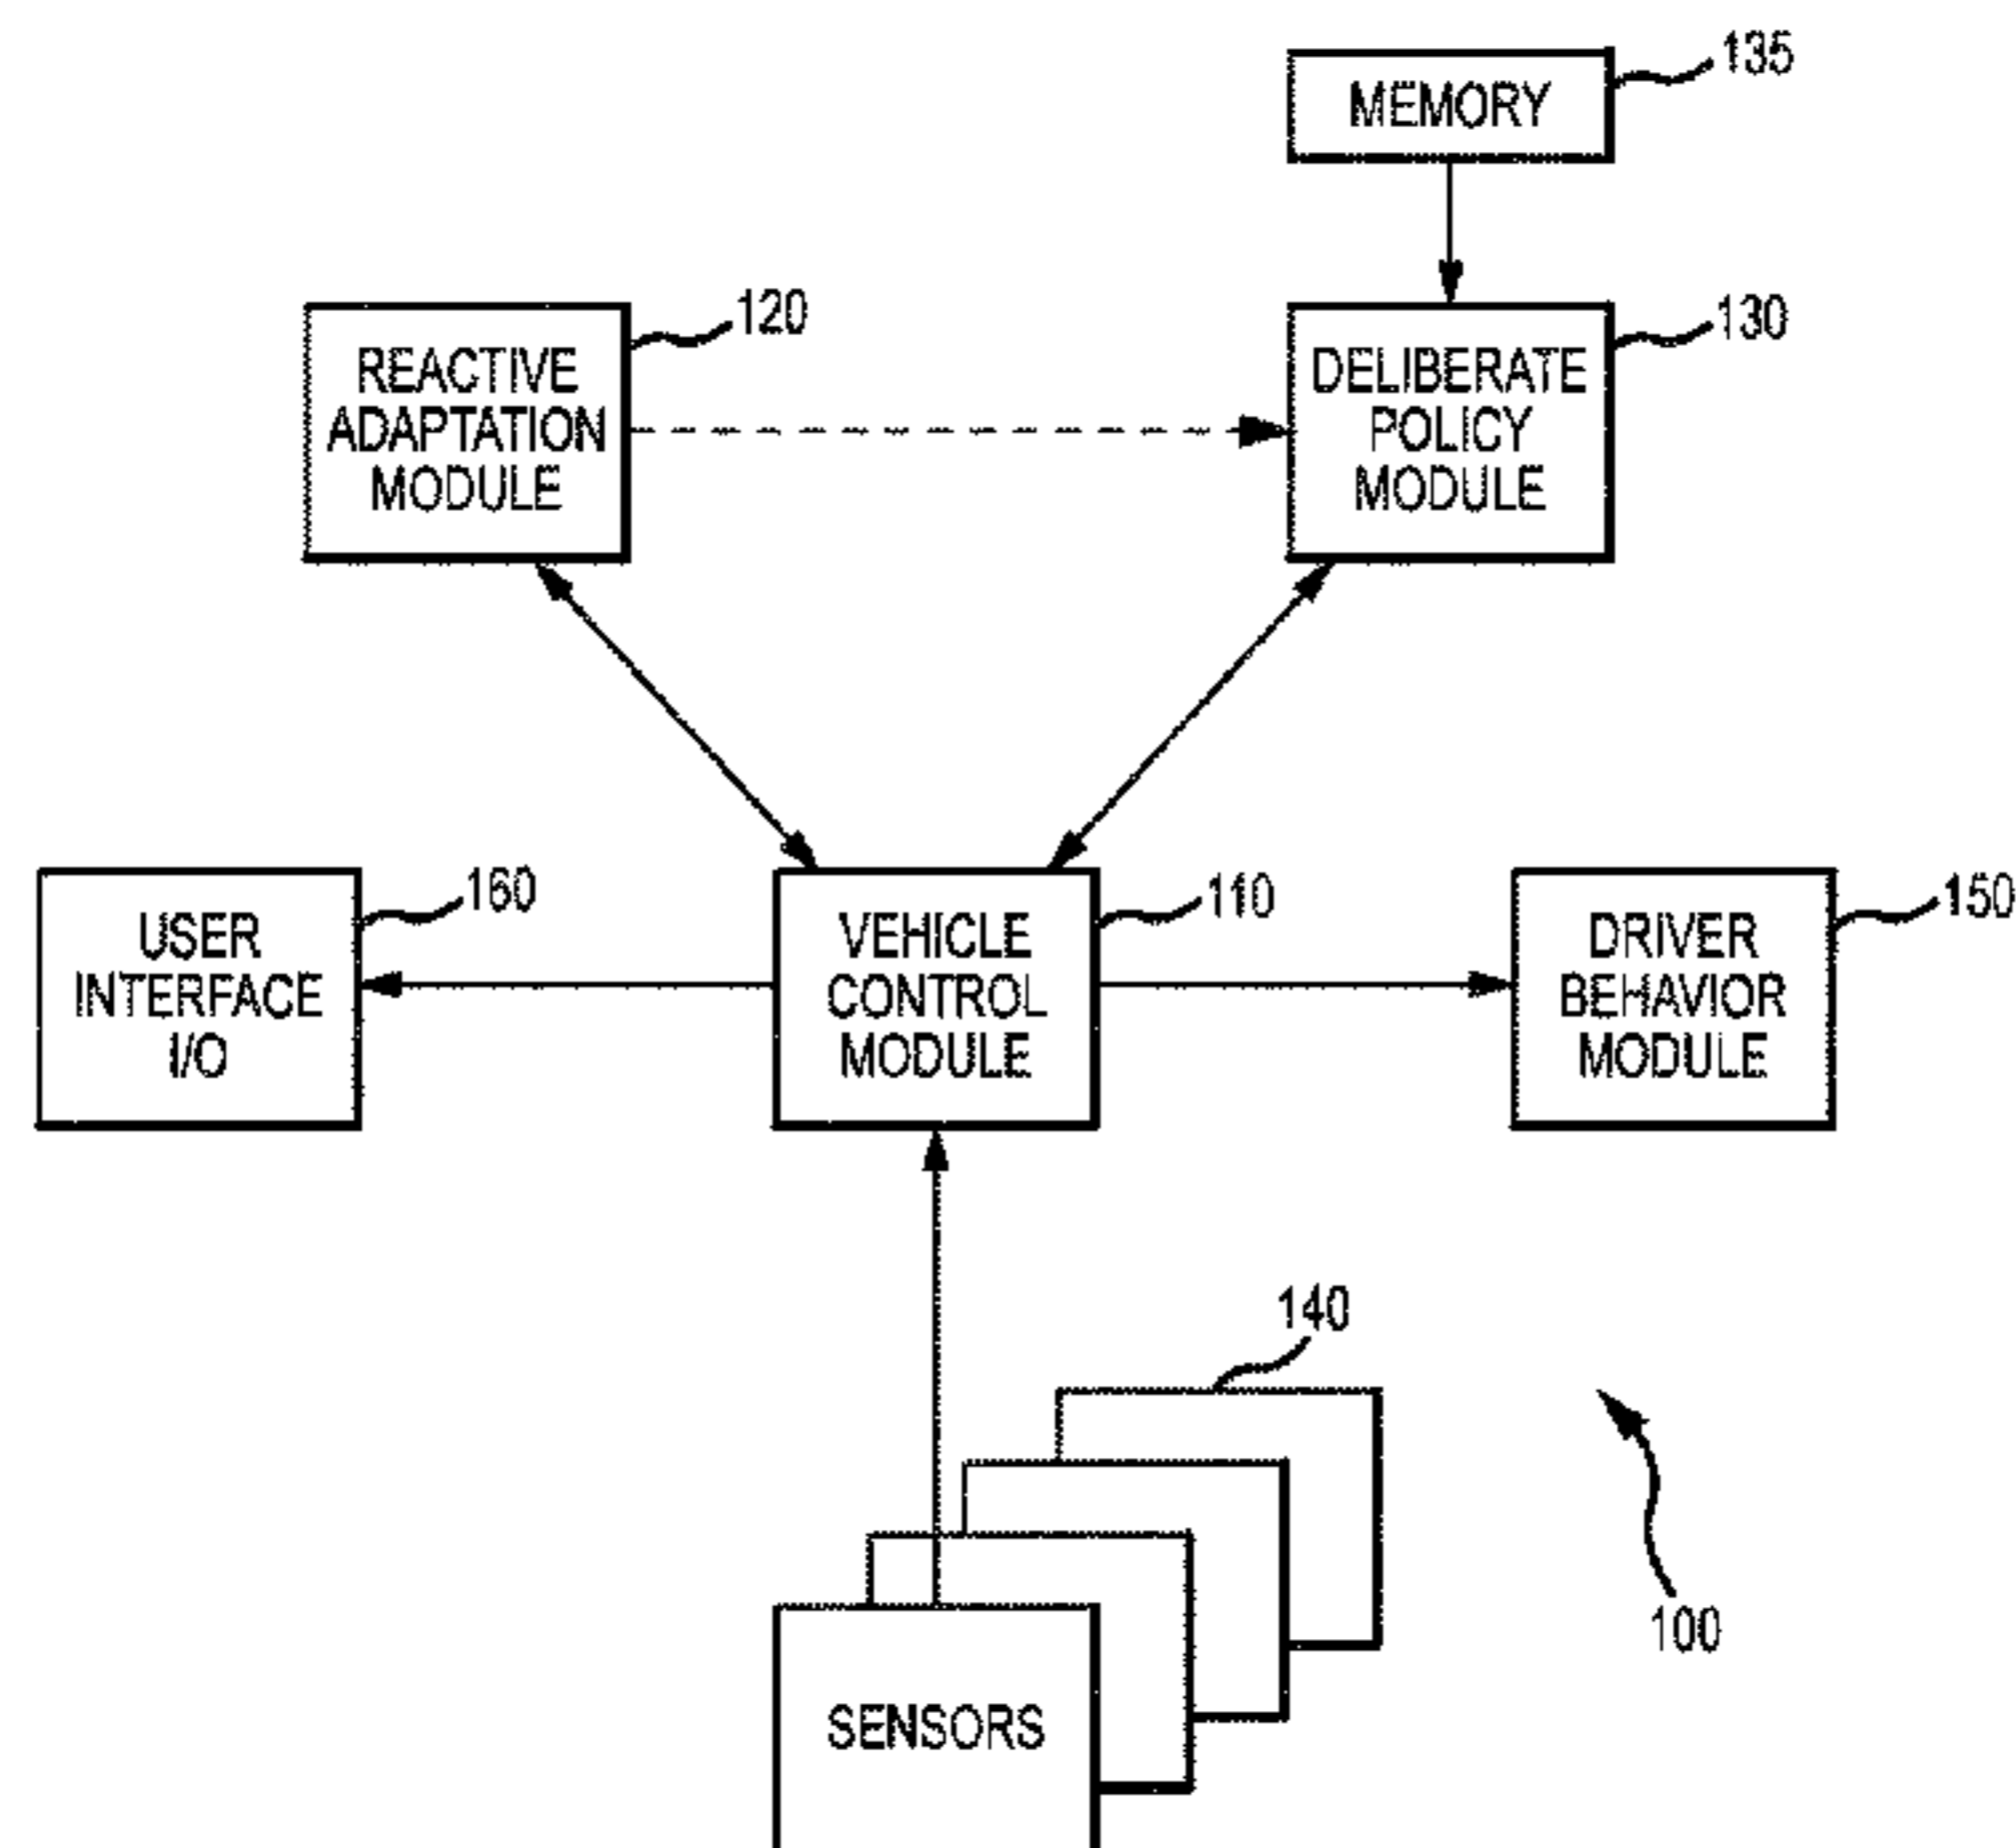 MEMORY
135
REACTIVE
ADAPTATION
MODULE
120
DELIBERATE
POLICY
MODULE
130
USER
INTERFACE
I/O
160
VEHICLE
CONTROL
MODULE
110
DRIVER
BEHAVIOR
MODULE
150
140
SENSORS
100